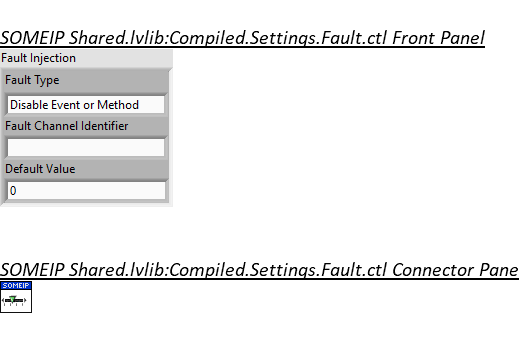 SOMEIP Shared.lvlib:Compiled.Settings.Fault.ctl Front Panel
Fault Injection
Fault Type
Disable Event or Method
Fault Channel Identifier
Default Value
0
SOMEIP Shared.lvlib:Compiled.Settings.Fault.ctl Connector Pane
SOMEIP